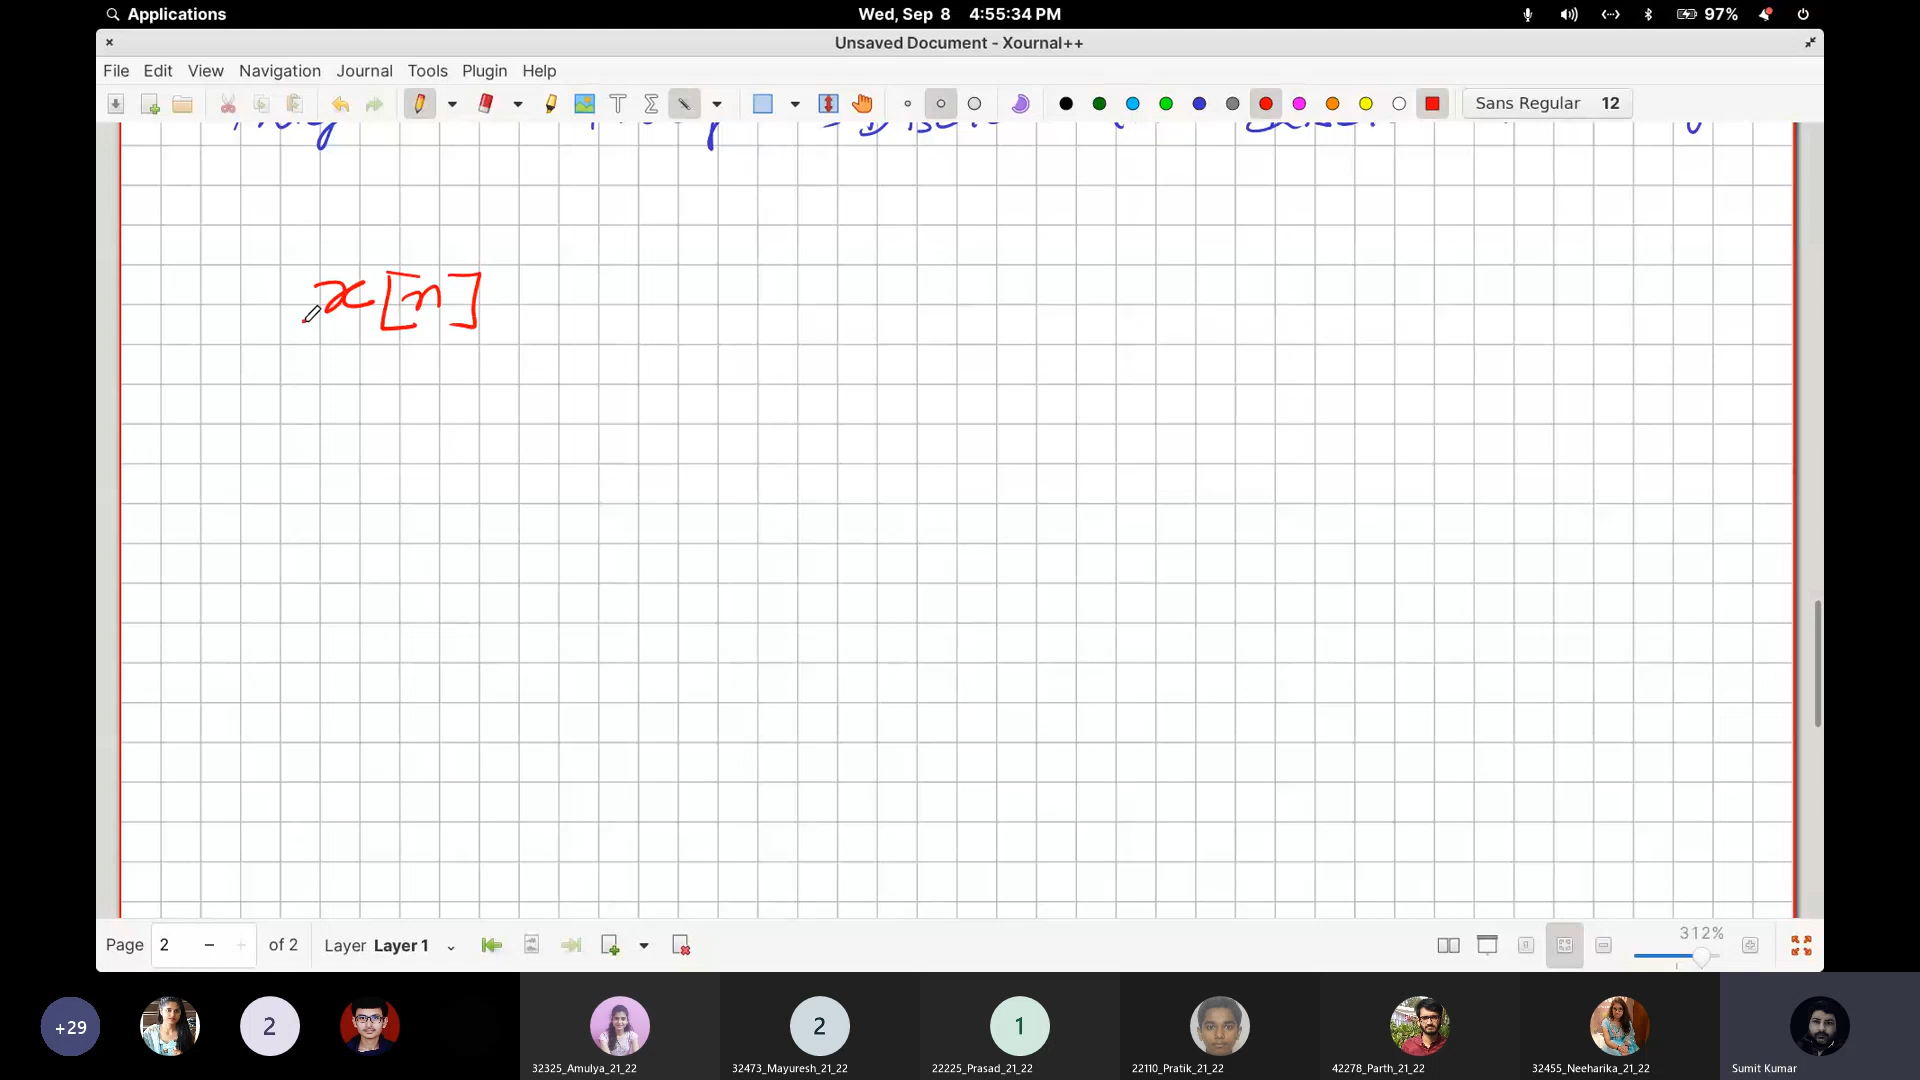 Applications
Wed, Sep 8 4:55:34 PM
97%
Unsaved Document - Xournal++
File Edit View Navigation Journal Tools Plugin Help
Sans Regular 12
x[n]
Page 2 of 2 Layer Layer 1
312%
+29
2
2
1
32325_Amulya_21_22
32473_Mayuresh_21_22
22225_Prasad_21_22
22110_Pratik_21_22
42278_Parth_21_22
32455_Neeharika_21_22
Sumit Kumar